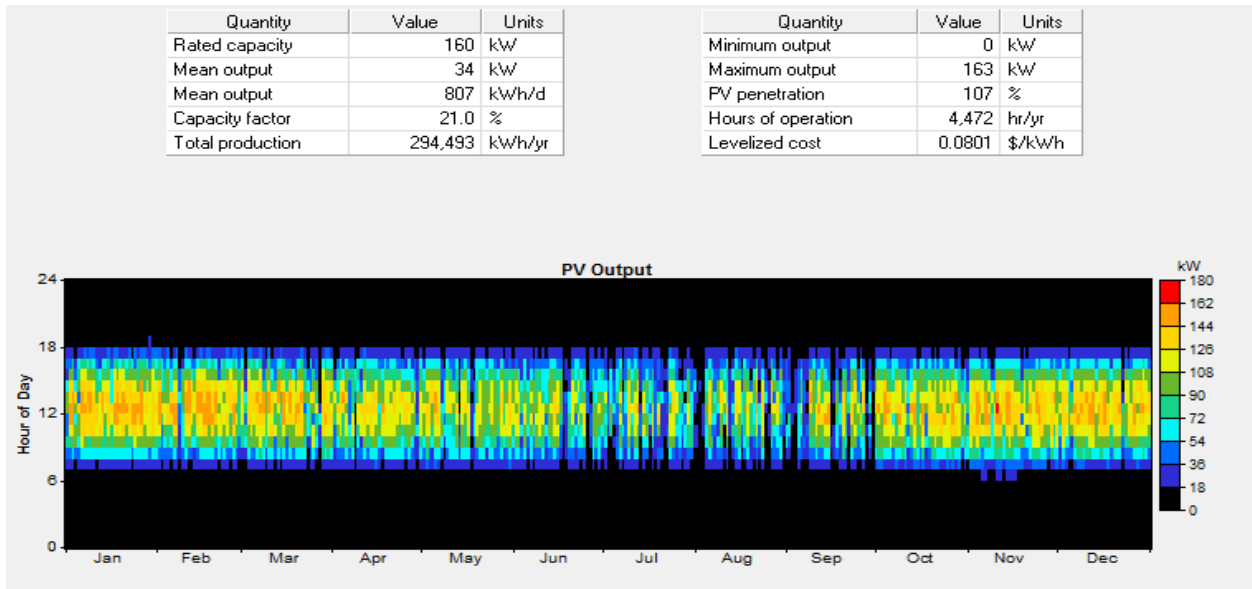 Quantity Value Units
Rated capacity 160 kW
Mean output 34 kW
Mean output 807 kWh/d
Capacity factor 21.0 %
Total production 294,493 kWh/yr
Quantity Value Units
Minimum output 0 kW
Maximum output 163 kW
PV penetration 107 %
Hours of operation 4,472 hr/yr
Levelized cost 0.0801 $/kWh
PV Output
kW
24
18
12
6
0
Hour of Day
180
162
144
126
108
90
72
54
36
18
0
Jan Feb Mar Apr May Jun Jul Aug Sep Oct Nov Dec